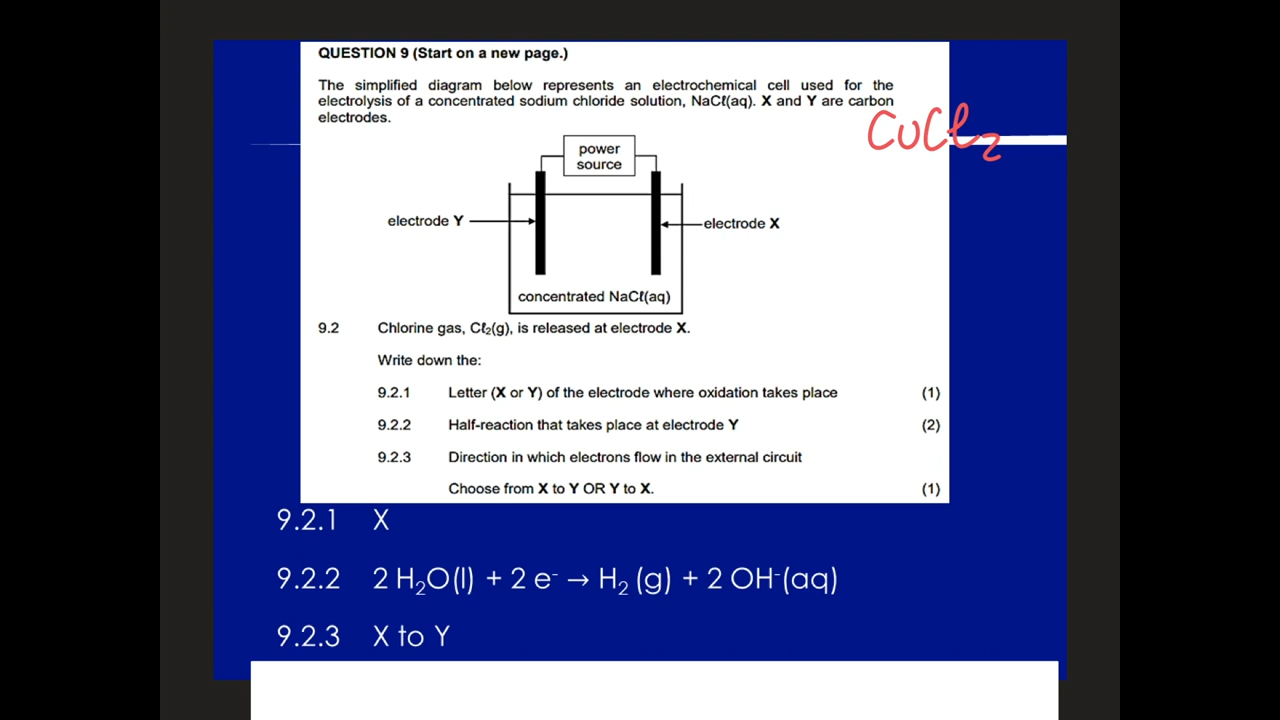 QUESTION 9 (Start on a new page.)
The simplified diagram below represents an electrochemical cell used for the
electrolysis of a concentrated sodium chloride solution, NaCℓ(aq). X and Y are carbon
electrodes.
CuCℓ₂
power
source
electrode Y
electrode X
concentrated NaCℓ(aq)
9.2 Chlorine gas, Cℓ₂(g), is released at electrode X.
Write down the:
9.2.1 Letter (X or Y) of the electrode where oxidation takes place (1)
9.2.2 Half-reaction that takes place at electrode Y (2)
9.2.3 Direction in which electrons flow in the external circuit
Choose from X to Y OR Y to X. (1)
9.2.1 X
9.2.2 2 H₂O(l) + 2 e⁻ → H₂ (g) + 2 OH⁻(aq)
9.2.3 X to Y